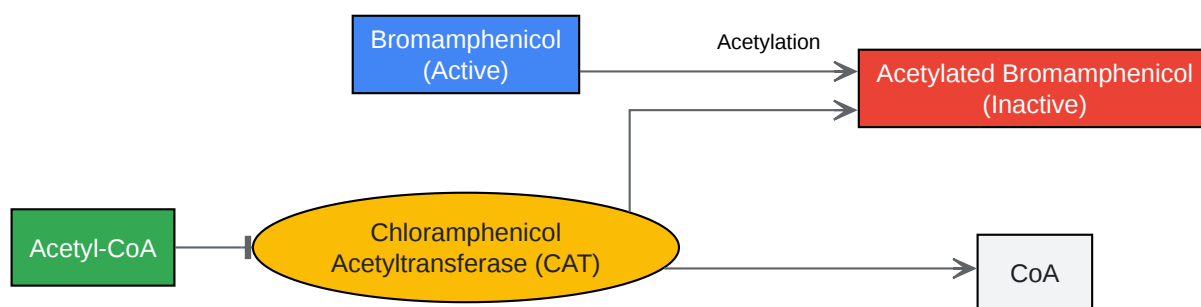 Bromamphenicol
(Active)
Acetylation
Acetylated Bromamphenicol
(Inactive)
Acetyl-CoA
Chloramphenicol
Acetyltransferase (CAT)
CoA